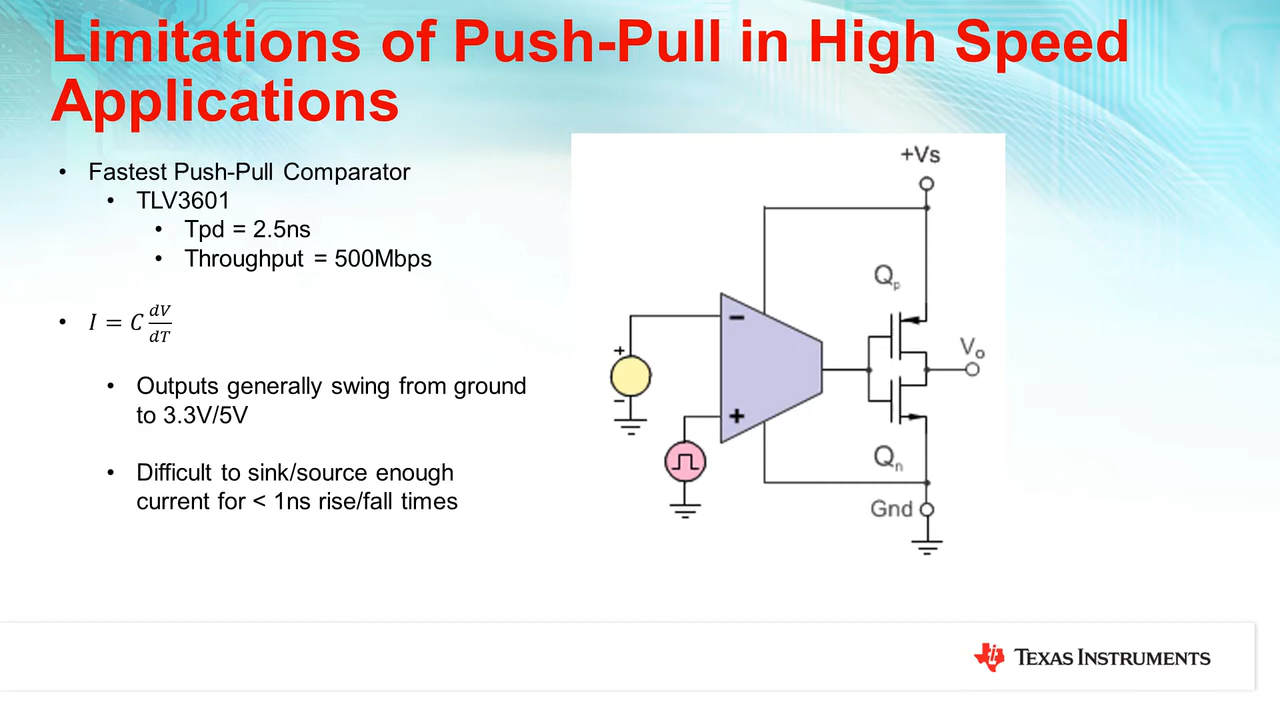 Limitations of Push-Pull in High Speed
Applications
• Fastest Push-Pull Comparator
• TLV3601
• Tpd = 2.5ns
• Throughput = 500Mbps
• I = C dV/dT
• Outputs generally swing from ground
to 3.3V/5V
• Difficult to sink/source enough
current for < 1ns rise/fall times
+Vs
Qp
−
+
Vo
−
+
Qn
Gnd
TEXAS INSTRUMENTS